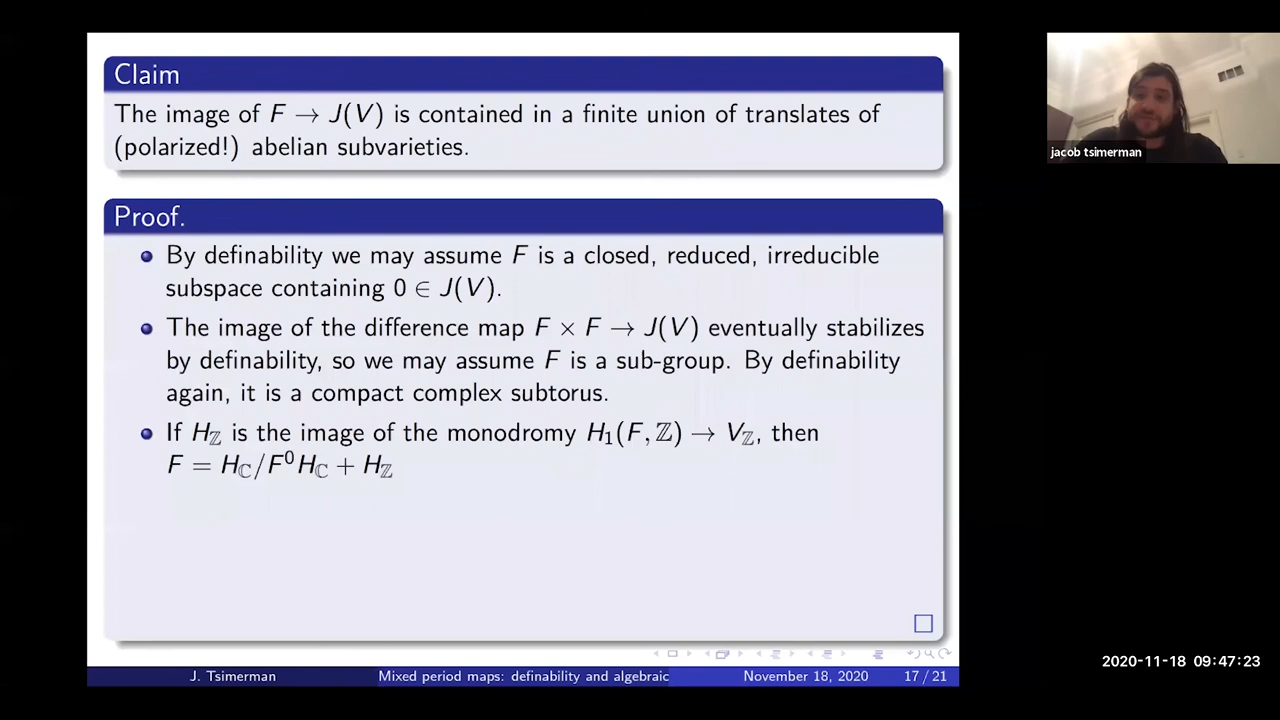 Claim
The image of F → J(V) is contained in a finite union of translates of
(polarized!) abelian subvarieties.
Proof.
By definability we may assume F is a closed, reduced, irreducible
subspace containing 0 ∈ J(V).
The image of the difference map F × F → J(V) eventually stabilizes
by definability, so we may assume F is a sub-group. By definability
again, it is a compact complex subtorus.
If H_ℤ is the image of the monodromy H₁(F, ℤ) → V_ℤ, then
F = H_ℂ/F⁰H_ℂ + H_ℤ
J. Tsimerman
Mixed period maps: definability and algebraic
November 18, 2020
17 / 21
jacob tsimerman
2020-11-18 09:47:23